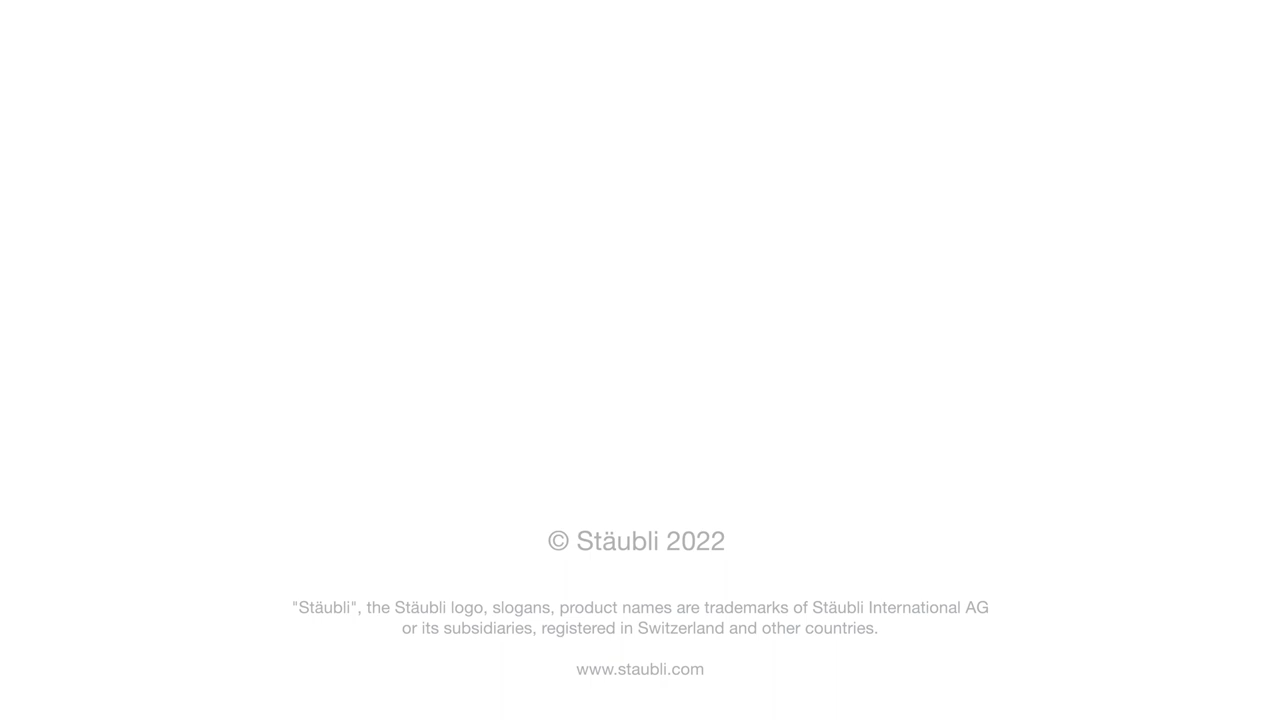 © Stäubli 2022
"Stäubli", the Stäubli logo, slogans, product names are trademarks of Stäubli International AG
or its subsidiaries, registered in Switzerland and other countries.
www.staubli.com